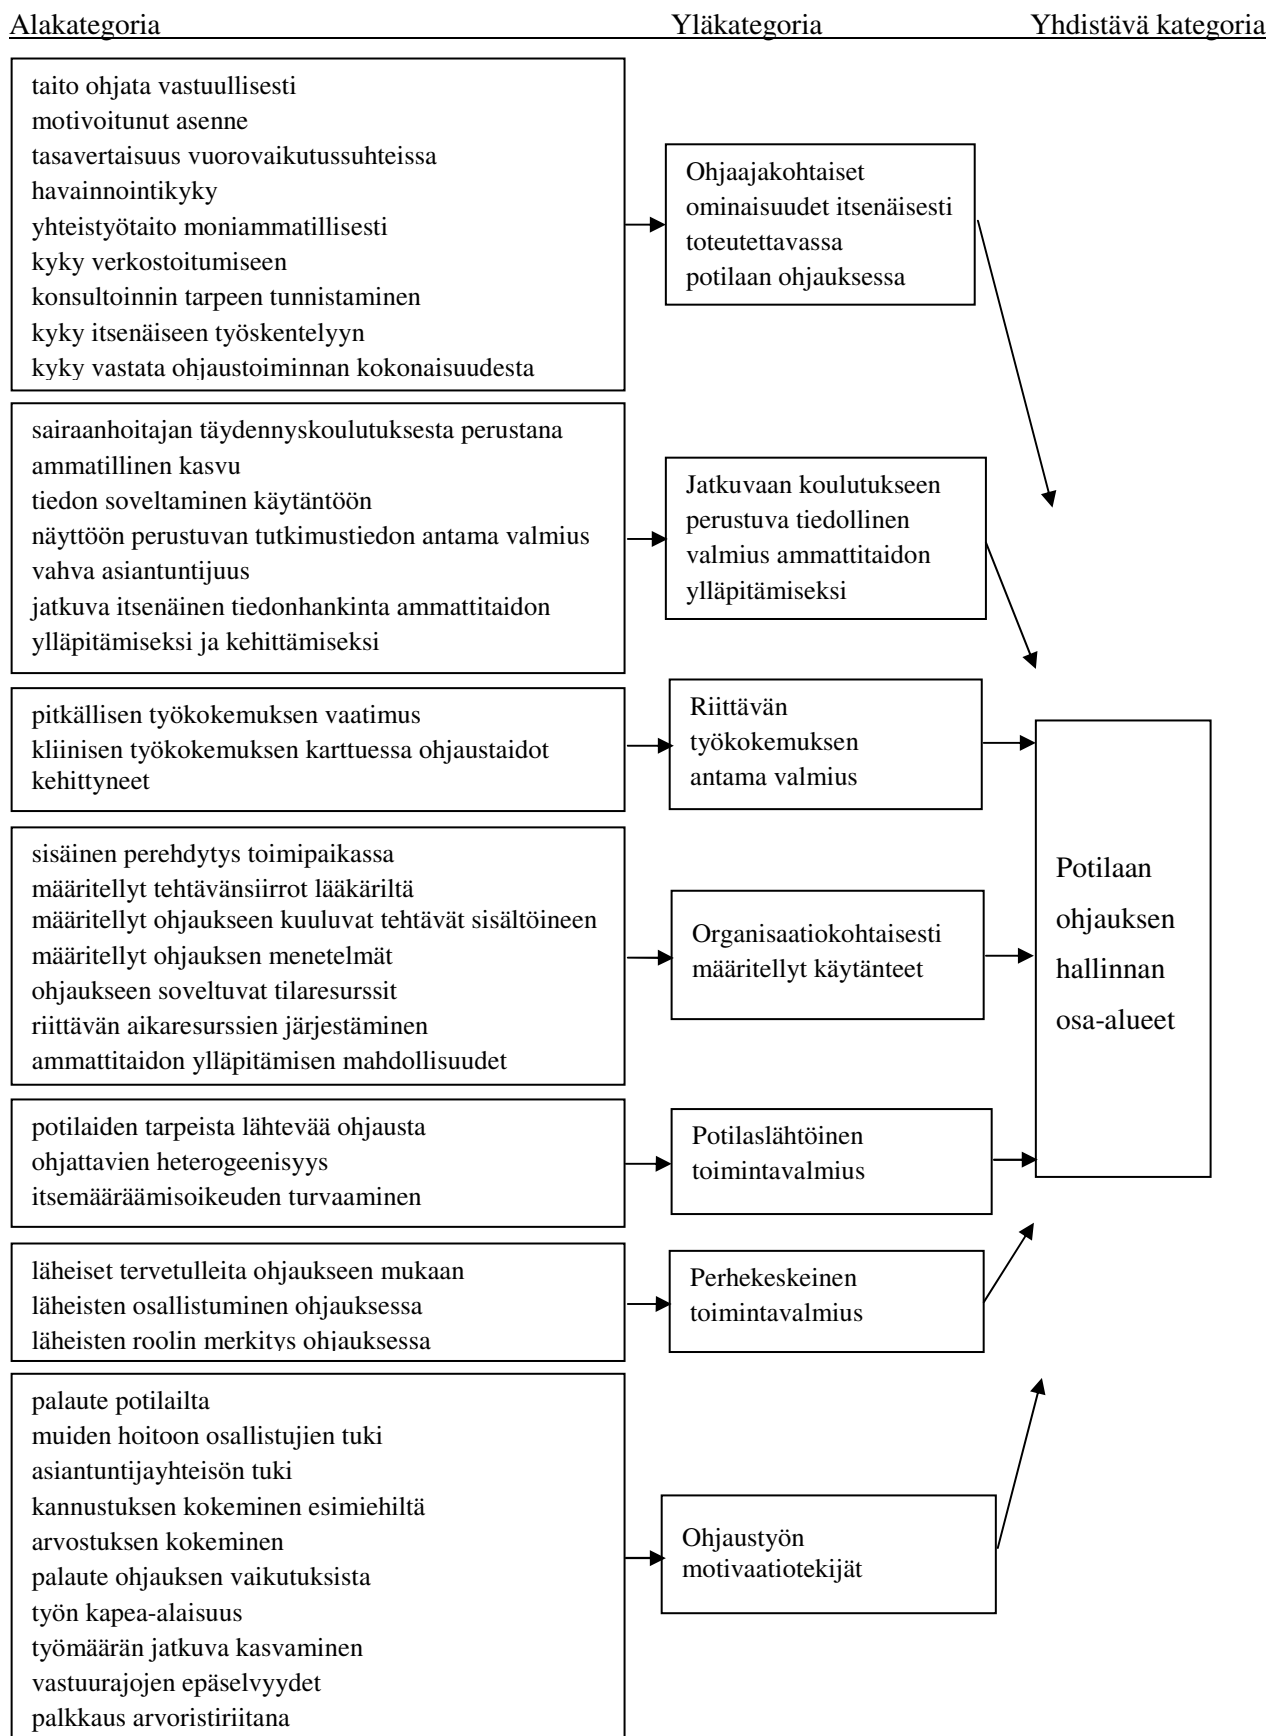 Alakategoria Yläkategoria Yhdistävä kategoria
taito ohjata vastuullisesti
motivoitunut asenne
tasavertaisuus vuorovaikutussuhteissa
havainnointikyky
yhteistyötaito moniammatillisesti
kyky verkostoitumiseen
konsultoinnin tarpeen tunnistaminen
kyky itsenäiseen työskentelyyn
kyky vastata ohjaustoiminnan kokonaisuudesta
Ohjaajakohtaiset
ominaisuudet itsenäisesti
toteutettavassa
potilaan ohjauksessa
sairaanhoitajan täydennyskoulutuksesta perustana
ammatillinen kasvu
tiedon soveltaminen käytäntöön
näyttöön perustuvan tutkimustiedon antama valmius
vahva asiantuntijuus
jatkuva itsenäinen tiedonhankinta ammattitaidon
ylläpitämiseksi ja kehittämiseksi
Jatkuvaan koulutukseen
perustuva tiedollinen
valmius ammattitaidon
ylläpitämiseksi
pitkällisen työkokemuksen vaatimus
kliinisen työkokemuksen karttuessa ohjaustaidot
kehittyneet
Riittävän
työkokemuksen
antama valmius
sisäinen perehdytys toimipaikassa
määritellyt tehtävänsiirrot lääkäriltä
määritellyt ohjaukseen kuuluvat tehtävät sisältöineen
määritellyt ohjauksen menetelmät
ohjaukseen soveltuvat tilaresurssit
riittävän aikaresurssien järjestäminen
ammattitaidon ylläpitämisen mahdollisuudet
Organisaatiokohtaisesti
määritellyt käytänteet
Potilaan
ohjauksen
hallinnan
osa-alueet
potilaiden tarpeista lähtevää ohjausta
ohjattavien heterogeenisyys
itsemääräämisoikeuden turvaaminen
Potilaslähtöinen
toimintavalmius
läheiset tervetulleita ohjaukseen mukaan
läheisten osallistuminen ohjauksessa
läheisten roolin merkitys ohjauksessa
Perhekeskeinen
toimintavalmius
palaute potilailta
muiden hoitoon osallistujien tuki
asiantuntijayhteisön tuki
kannustuksen kokeminen esimiehiltä
arvostuksen kokeminen
palaute ohjauksen vaikutuksista
työn kapea-alaisuus
työmäärän jatkuva kasvaminen
vastuurajojen epäselvyydet
palkkaus arvoristiriitana
Ohjaustyön
motivaatiotekijät